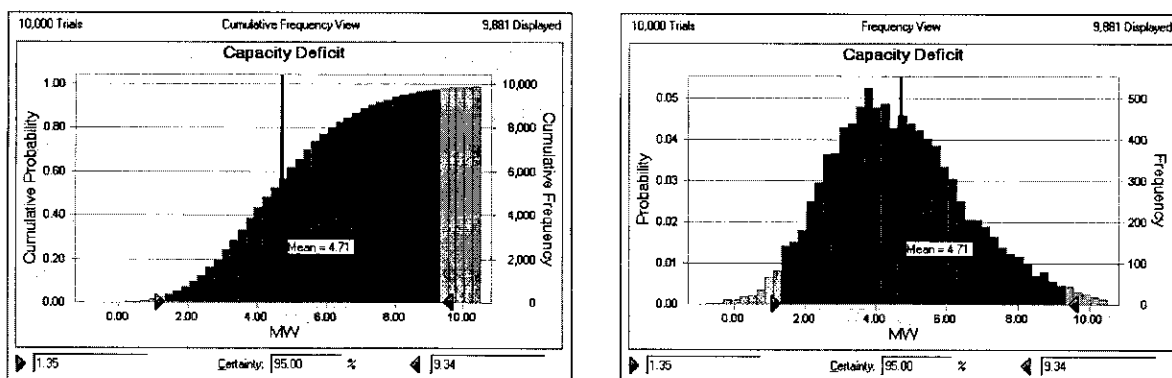 10,000 Trials Cumulative Frequency View 9,881 Displayed
Capacity Deficit
1.00
0.80
0.60
0.40
0.20
0.00
Cumulative Probability
Mean = 4.71
10,000
8,000
6,000
4,000
2,000
0
Cumulative Frequency
0.00 2.00 4.00 6.00 8.00 10.00
MW
1.35 Certainty: 95.00 % 9.34
10,000 Trials Frequency View 9,881 Displayed
Capacity Deficit
0.05
0.04
0.03
0.02
0.01
0.00
Probability
Mean = 4.71
500
400
300
200
100
0
Frequency
0.00 2.00 4.00 6.00 8.00 10.00
MW
1.35 Certainty: 95.00 % 9.34